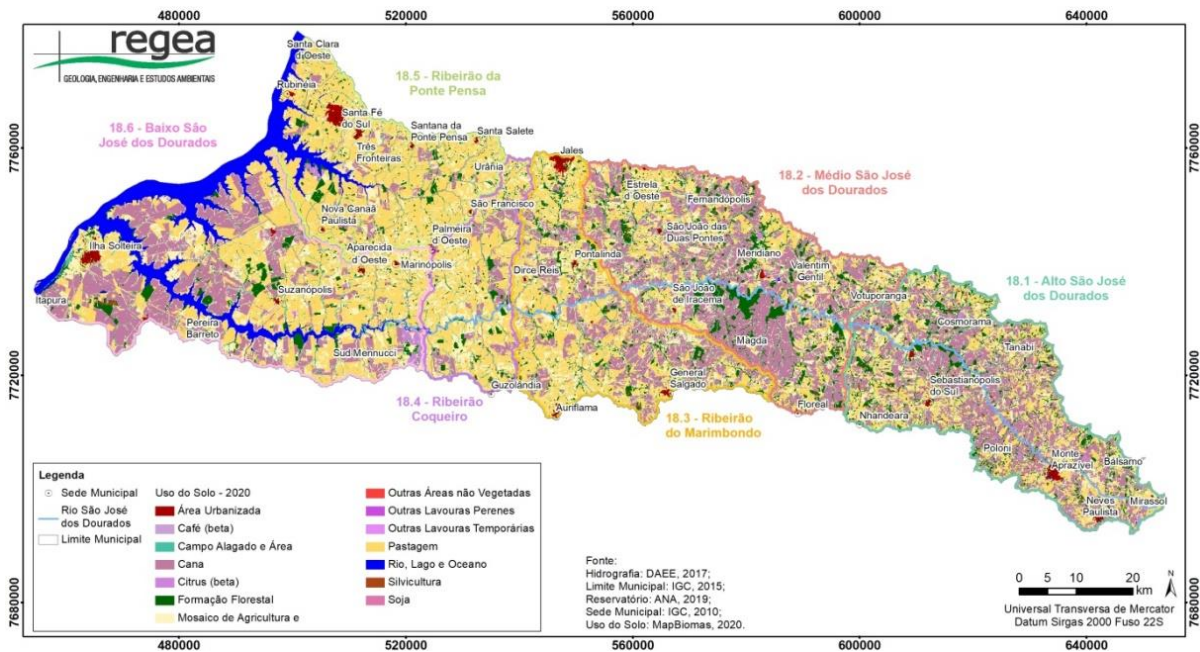 480000
520000
560000
600000
640000
regea
GEOLOGIA, ENGENHARIA E ESTUDOS AMBIENTAIS
7760000
7720000
7680000
7760000
7720000
7680000
Santa Clara
d'Oeste
Rubinéia
18.5 - Ribeirão da
Ponte Pensa
Santa Fé
do Sul
Santana da
Ponte Pensa
Santa Salete
18.6 - Baixo São
José dos Dourados
Três
Fronteiras
Jales
Urânia
18.2 - Médio São José
dos Dourados
Estrela
d'Oeste
Fernandópolis
Nova Canaã
Paulista
São Francisco
Palmeira
d'Oeste
São João das
Duas Pontes
Ilha Solteira
Aparecida
d'Oeste
Pontalinda
Meridiano
Marinópolis
Dirce Reis
Valentim
Gentil
18.1 - Alto São José
dos Dourados
Itapura
Suzanópolis
São João
de Iracema
Votuporanga
Cosmorama
Pereira
Barreto
Magda
Tanabi
Sud Mennucci
General
Salgado
Sebastianópolis
do Sul
18.4 - Ribeirão
Coqueiro
Guzolândia
Auriflama
18.3 - Ribeirão
do Marimbondo
Floreal
Nhandeara
Poloni
Monte
Aprazível
Bálsamo
Neves
Paulista
Mirassol
Legenda
Sede Municipal
Rio São José
dos Dourados
Limite Municipal
Uso do Solo - 2020
Área Urbanizada
Café (beta)
Campo Alagado e Área
Cana
Citrus (beta)
Formação Florestal
Mosaico de Agricultura e
Outras Áreas não Vegetadas
Outras Lavouras Perenes
Outras Lavouras Temporárias
Pastagem
Rio, Lago e Oceano
Silvicultura
Soja
Fonte:
Hidrografia: DAEE, 2017;
Limite Municipal: IGC, 2015;
Reservatório: ANA, 2019;
Sede Municipal: IGC, 2010;
Uso do Solo: MapBiomas, 2020.
N
0 5 10 20
km
Universal Transversa de Mercator
Datum Sirgas 2000 Fuso 22S
480000
520000
560000
600000
640000